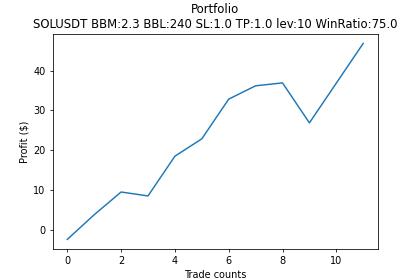 Portfolio
SOLUSDT BBM:2.3 BBL:240 SL:1.0 TP:1.0 lev:10 WinRatio:75.0
40
30
20
10
0
Profit ($)
0 2 4 6 8 10
Trade counts